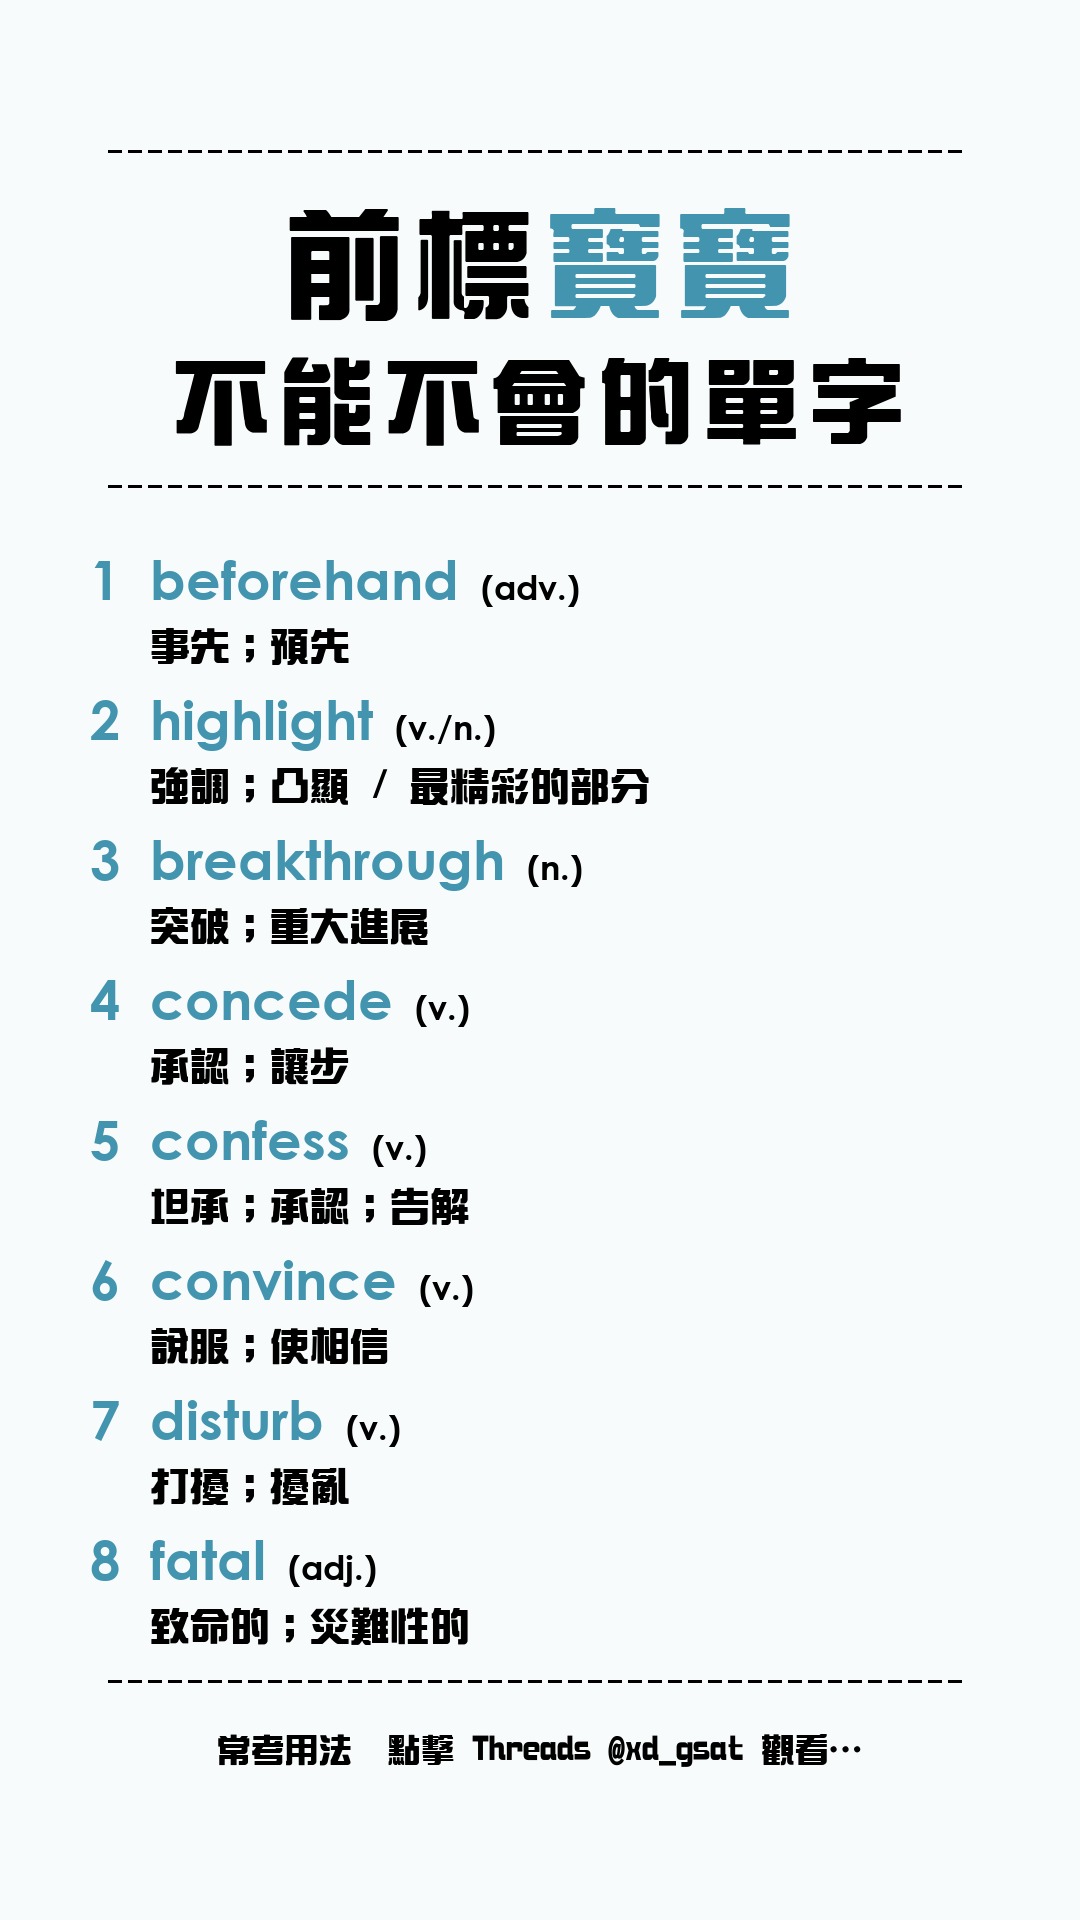 前標寶寶
不能不會的單字
1 beforehand (adv.)
事先；預先
2 highlight (v./n.)
強調；凸顯 / 最精彩的部分
3 breakthrough (n.)
突破；重大進展
4 concede (v.)
承認；讓步
5 confess (v.)
坦承；承認；告解
6 convince (v.)
說服；使相信
7 disturb (v.)
打擾；擾亂
8 fatal (adj.)
致命的；災難性的
常考用法 點擊 Threads @xd_gsat 觀看…